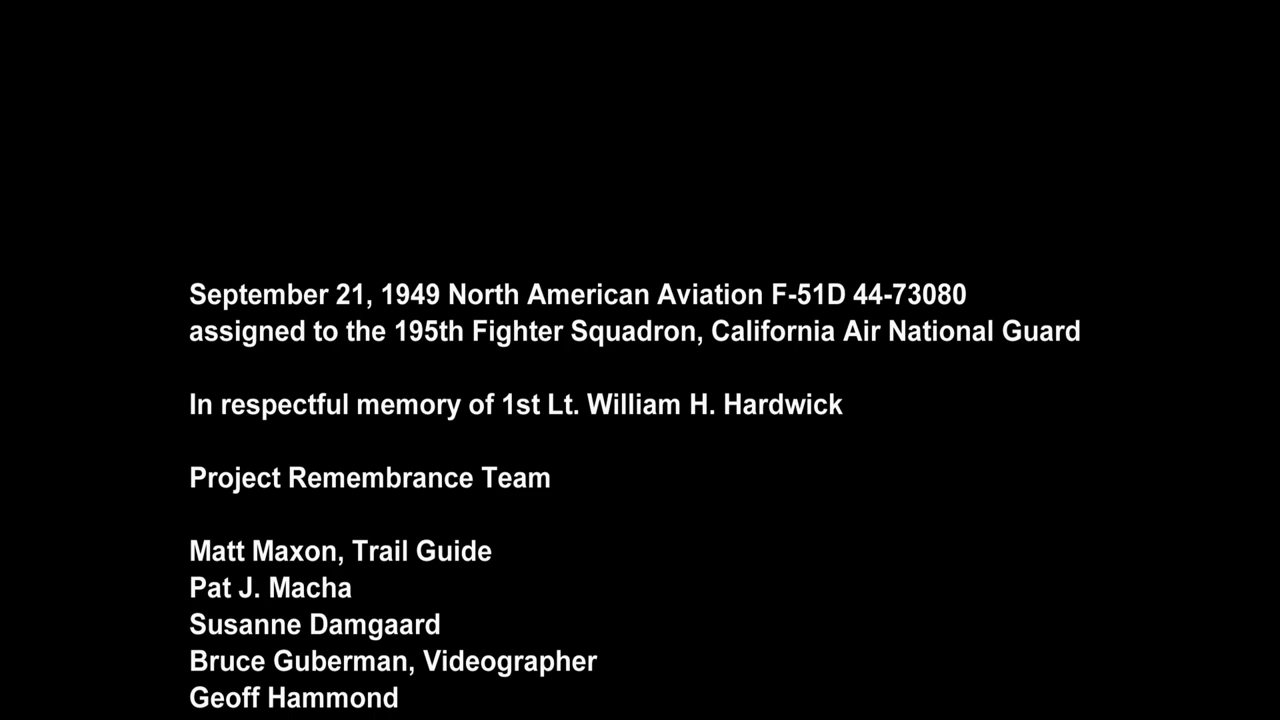 September 21, 1949 North American Aviation F-51D 44-73080
assigned to the 195th Fighter Squadron, California Air National Guard
In respectful memory of 1st Lt. William H. Hardwick
Project Remembrance Team
Matt Maxon, Trail Guide
Pat J. Macha
Susanne Damgaard
Bruce Guberman, Videographer
Geoff Hammond